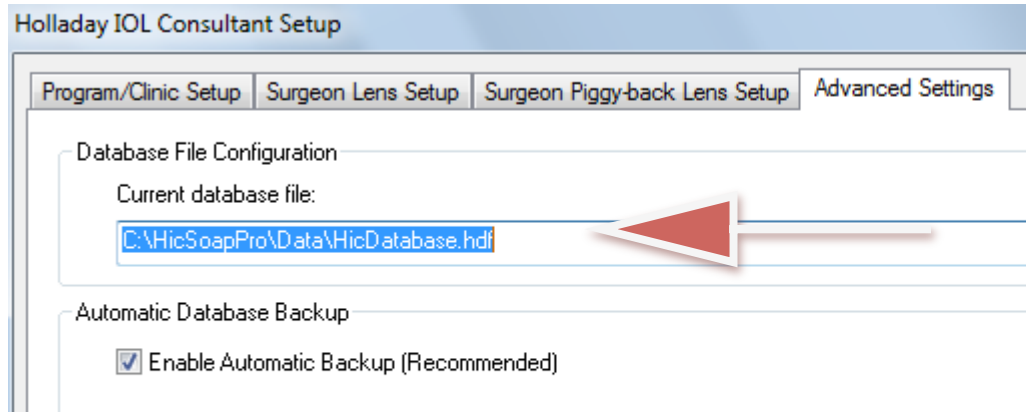 Holladay IOL Consultant Setup
Program/Clinic Setup Surgeon Lens Setup Surgeon Piggy-back Lens Setup Advanced Settings
Database File Configuration
Current database file:
C:\HicSoapPro\Data\HicDatabase.hdf
Automatic Database Backup
Enable Automatic Backup (Recommended)